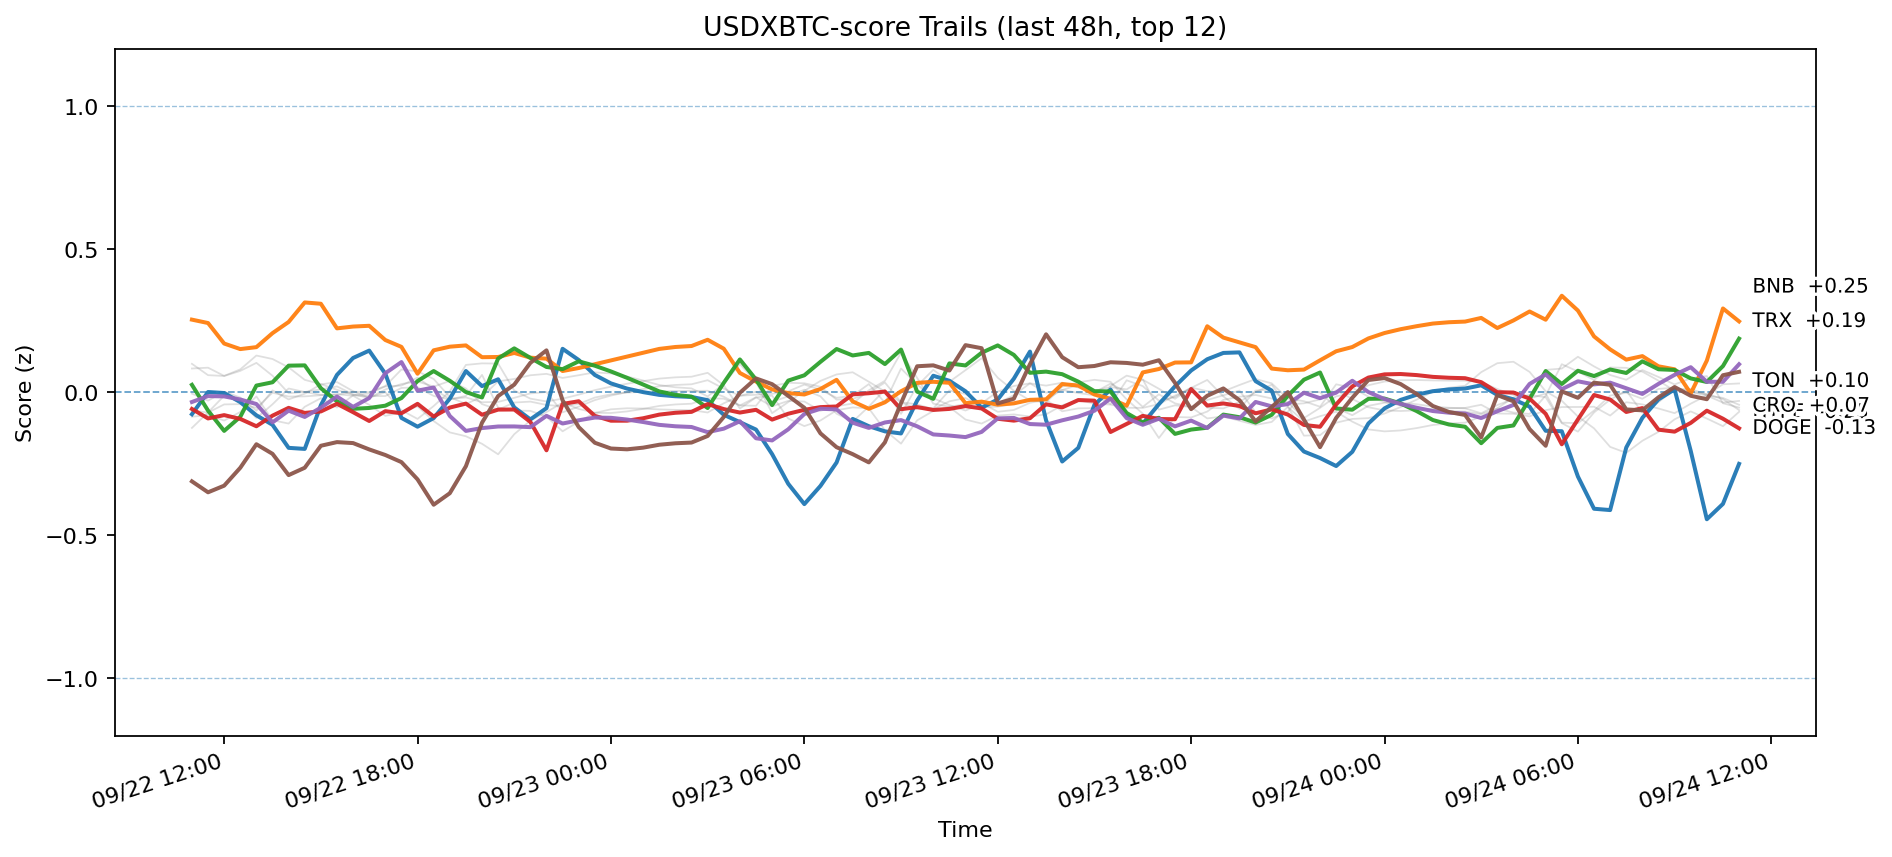 USDXBTC-score Trails (last 48h, top 12)
Score (z)
1.0
0.5
0.0
−0.5
−1.0
BNB +0.25
TRX +0.19
TON +0.10
CRO +0.07
DOGE -0.13
09/22 12:00
09/22 18:00
09/23 00:00
09/23 06:00
09/23 12:00
09/23 18:00
09/24 00:00
09/24 06:00
09/24 12:00
Time